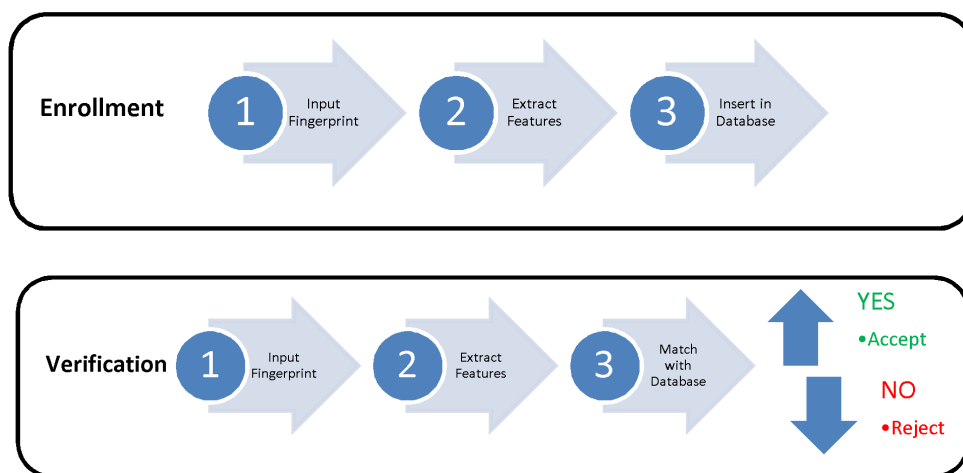 Enrollment
1
Input
Fingerprint
2
Extract
Features
3
Insert in
Database
Verification
1
Input
Fingerprint
2
Extract
Features
3
Match
with
Database
YES
•Accept
NO
•Reject